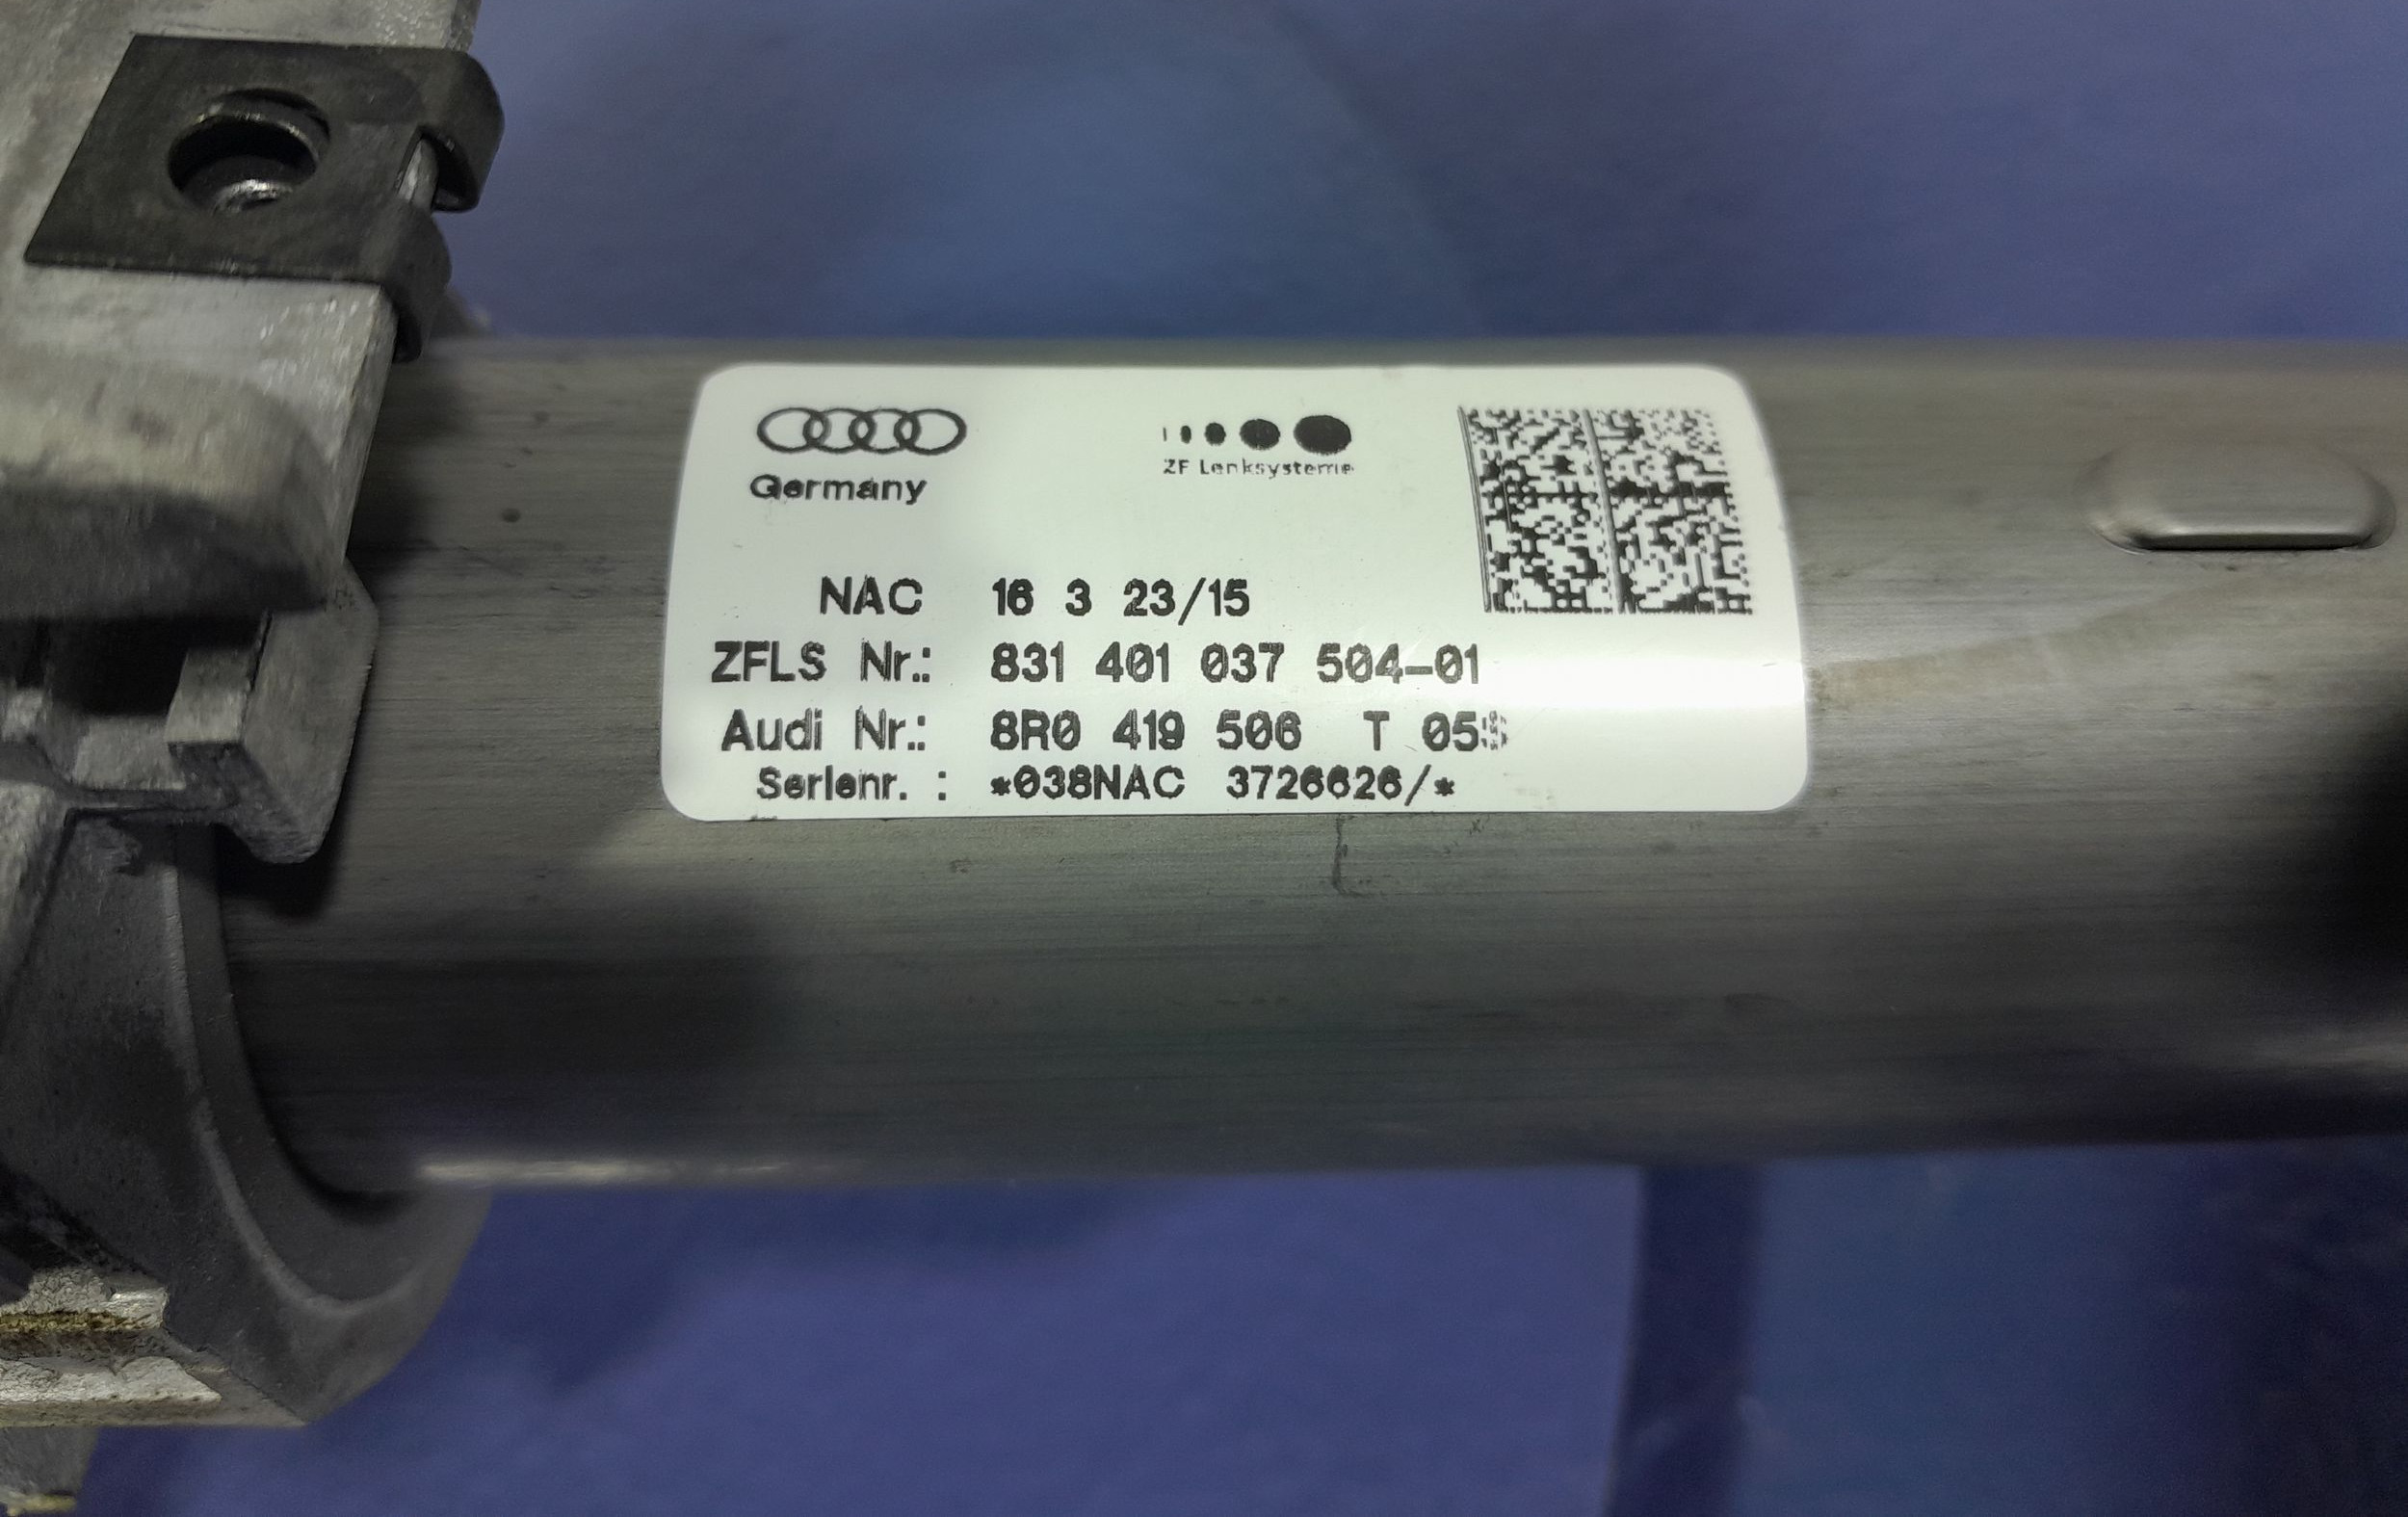 Germany
ZF Lenksysteme
NAC 16 3 23/15
ZFLS Nr.: 831 401 037 504-01
Audi Nr.: 8R0 419 506 T 05S
Serienr. : *038NAC 3726626/*